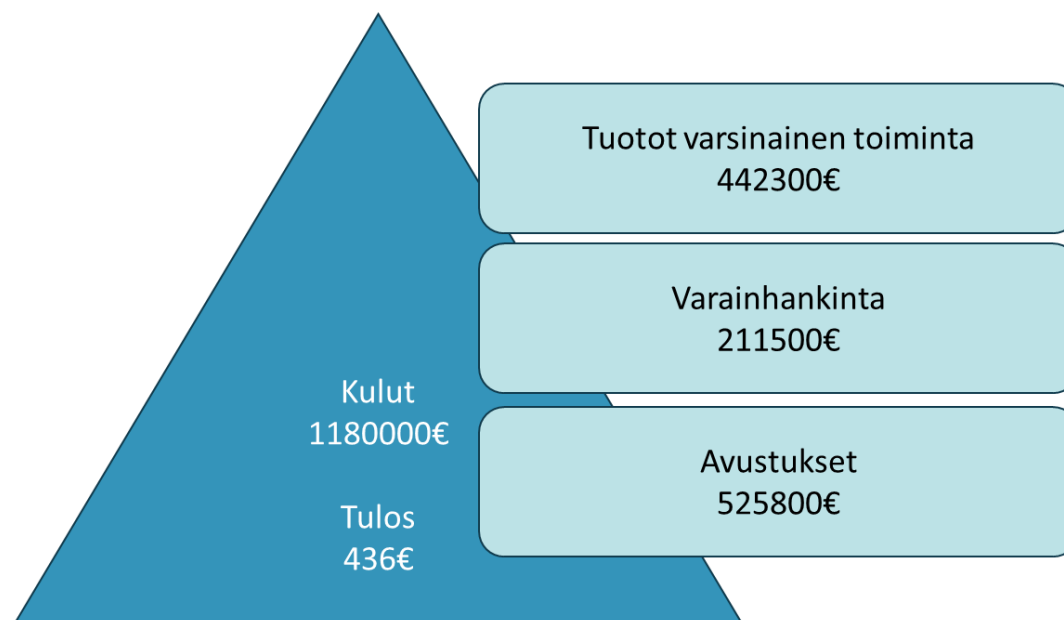 Tuotot varsinainen toiminta
442300€
Varainhankinta
211500€
Kulut
1180000€
Avustukset
525800€
Tulos
436€